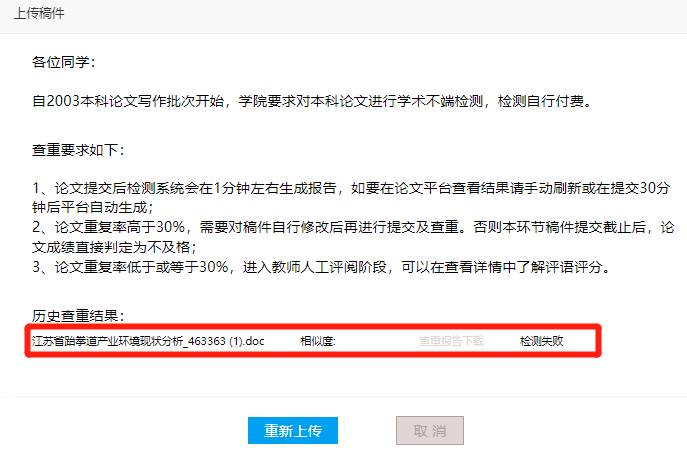 上传稿件
各位同学：
自2003本科论文写作批次开始，学院要求对本科论文进行学术不端检测，检测自行付费。
查重要求如下：
1、论文提交后检测系统会在1分钟左右生成报告，如要在论文平台查看结果请手动刷新或在提交30分
钟后平台自动生成；
2、论文重复率高于30%，需要对稿件自行修改后再进行提交及查重。否则本环节稿件提交截止后，论
文成绩直接判定为不及格；
3、论文重复率低于或等于30%，进入教师人工评阅阶段，可以在查看详情中了解评语评分。
历史查重结果：
江苏省跆拳道产业环境现状分析_463363 (1).doc 相似度: 查重报告下载 检测失败
重新上传 取 消